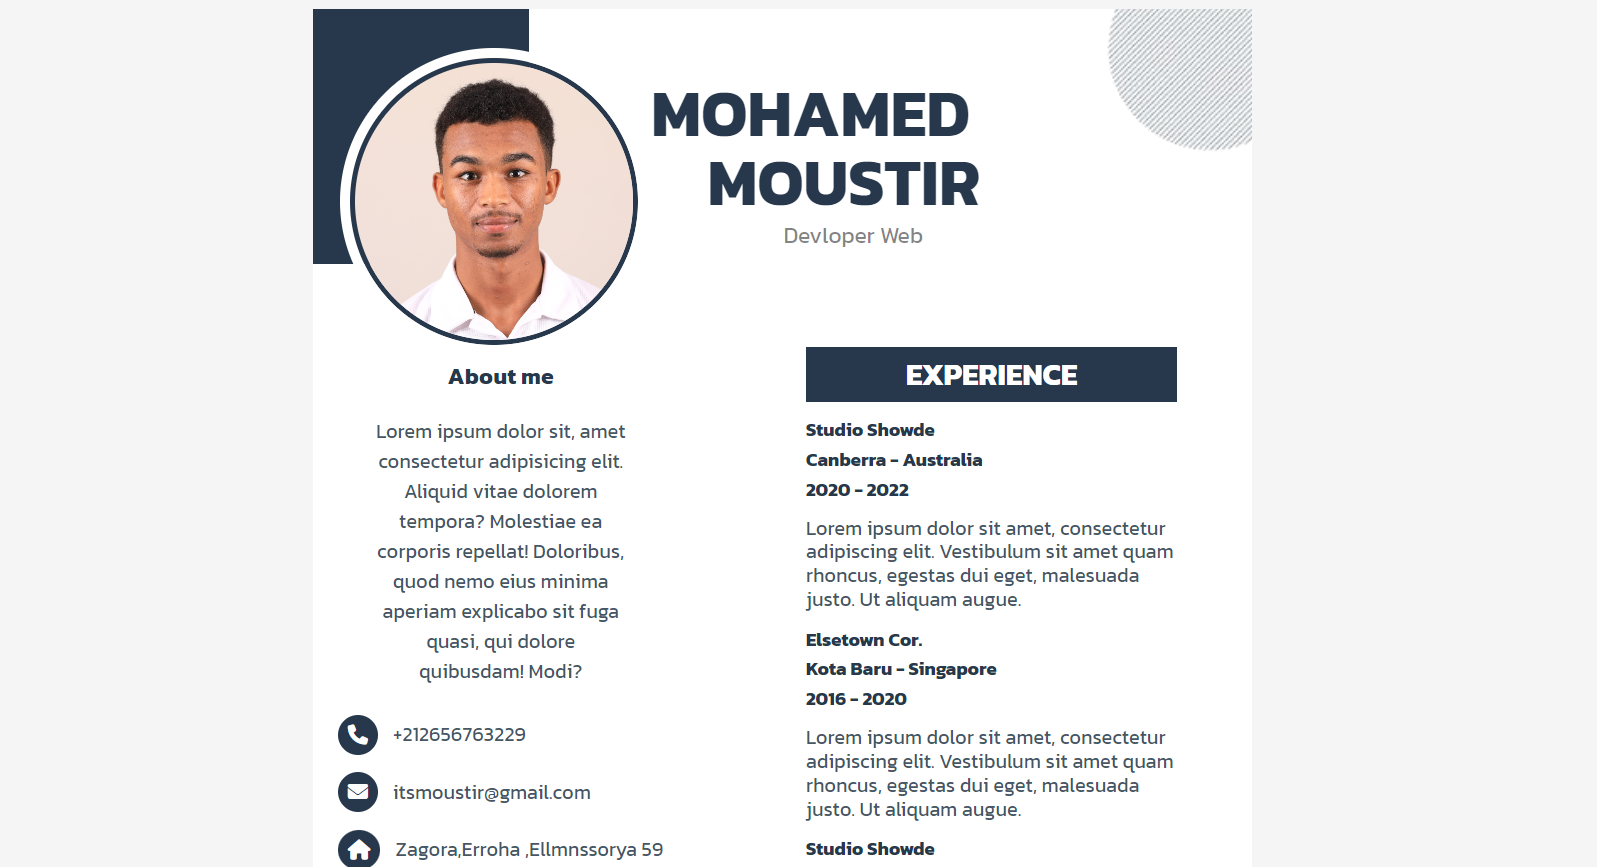 MOHAMED
MOUSTIR
Devloper Web
About me
Lorem ipsum dolor sit, amet
consectetur adipisicing elit.
Aliquid vitae dolorem
tempora? Molestiae ea
corporis repellat! Doloribus,
quod nemo eius minima
aperiam explicabo sit fuga
quasi, qui dolore
quibusdam! Modi?
+212656763229
itsmoustir@gmail.com
Zagora,Erroha ,Ellmnssorya 59
EXPERIENCE
Studio Showde
Canberra - Australia
2020 - 2022
Lorem ipsum dolor sit amet, consectetur
adipiscing elit. Vestibulum sit amet quam
rhoncus, egestas dui eget, malesuada
justo. Ut aliquam augue.
Elsetown Cor.
Kota Baru - Singapore
2016 - 2020
Lorem ipsum dolor sit amet, consectetur
adipiscing elit. Vestibulum sit amet quam
rhoncus, egestas dui eget, malesuada
justo. Ut aliquam augue.
Studio Showde